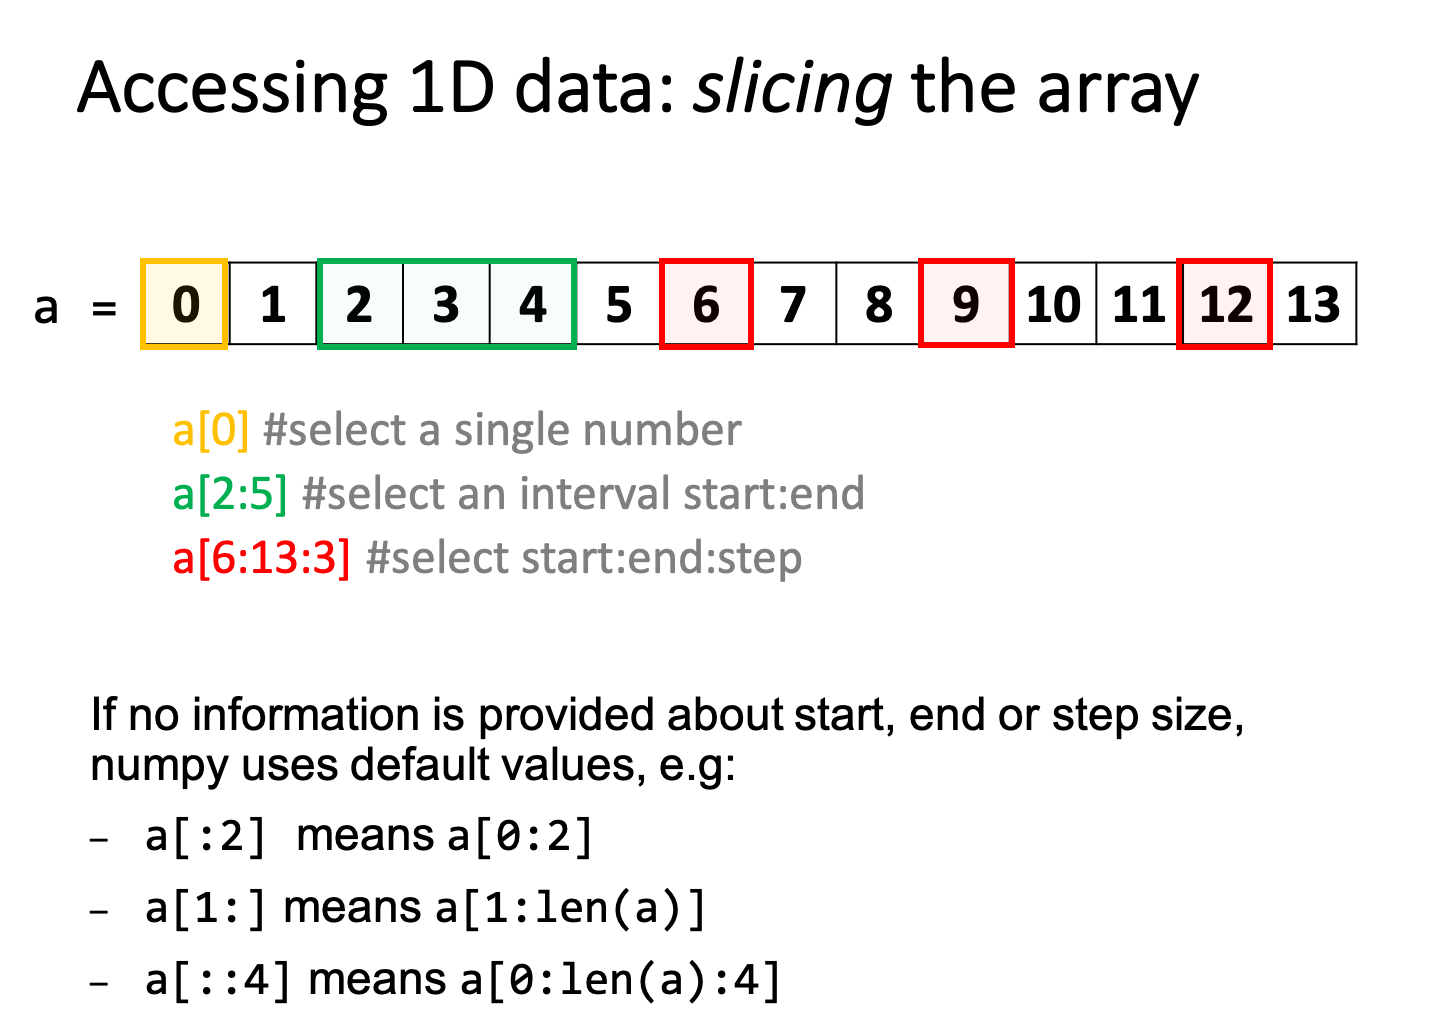 Accessing 1D data: slicing the array
a = 0 1 2 3 4 5 6 7 8 9 10 11 12 13
a[0] #select a single number
a[2:5] #select an interval start:end
a[6:13:3] #select start:end:step
If no information is provided about start, end or step size,
numpy uses default values, e.g:
– a[:2] means a[0:2]
– a[1:] means a[1:len(a)]
– a[::4] means a[0:len(a):4]